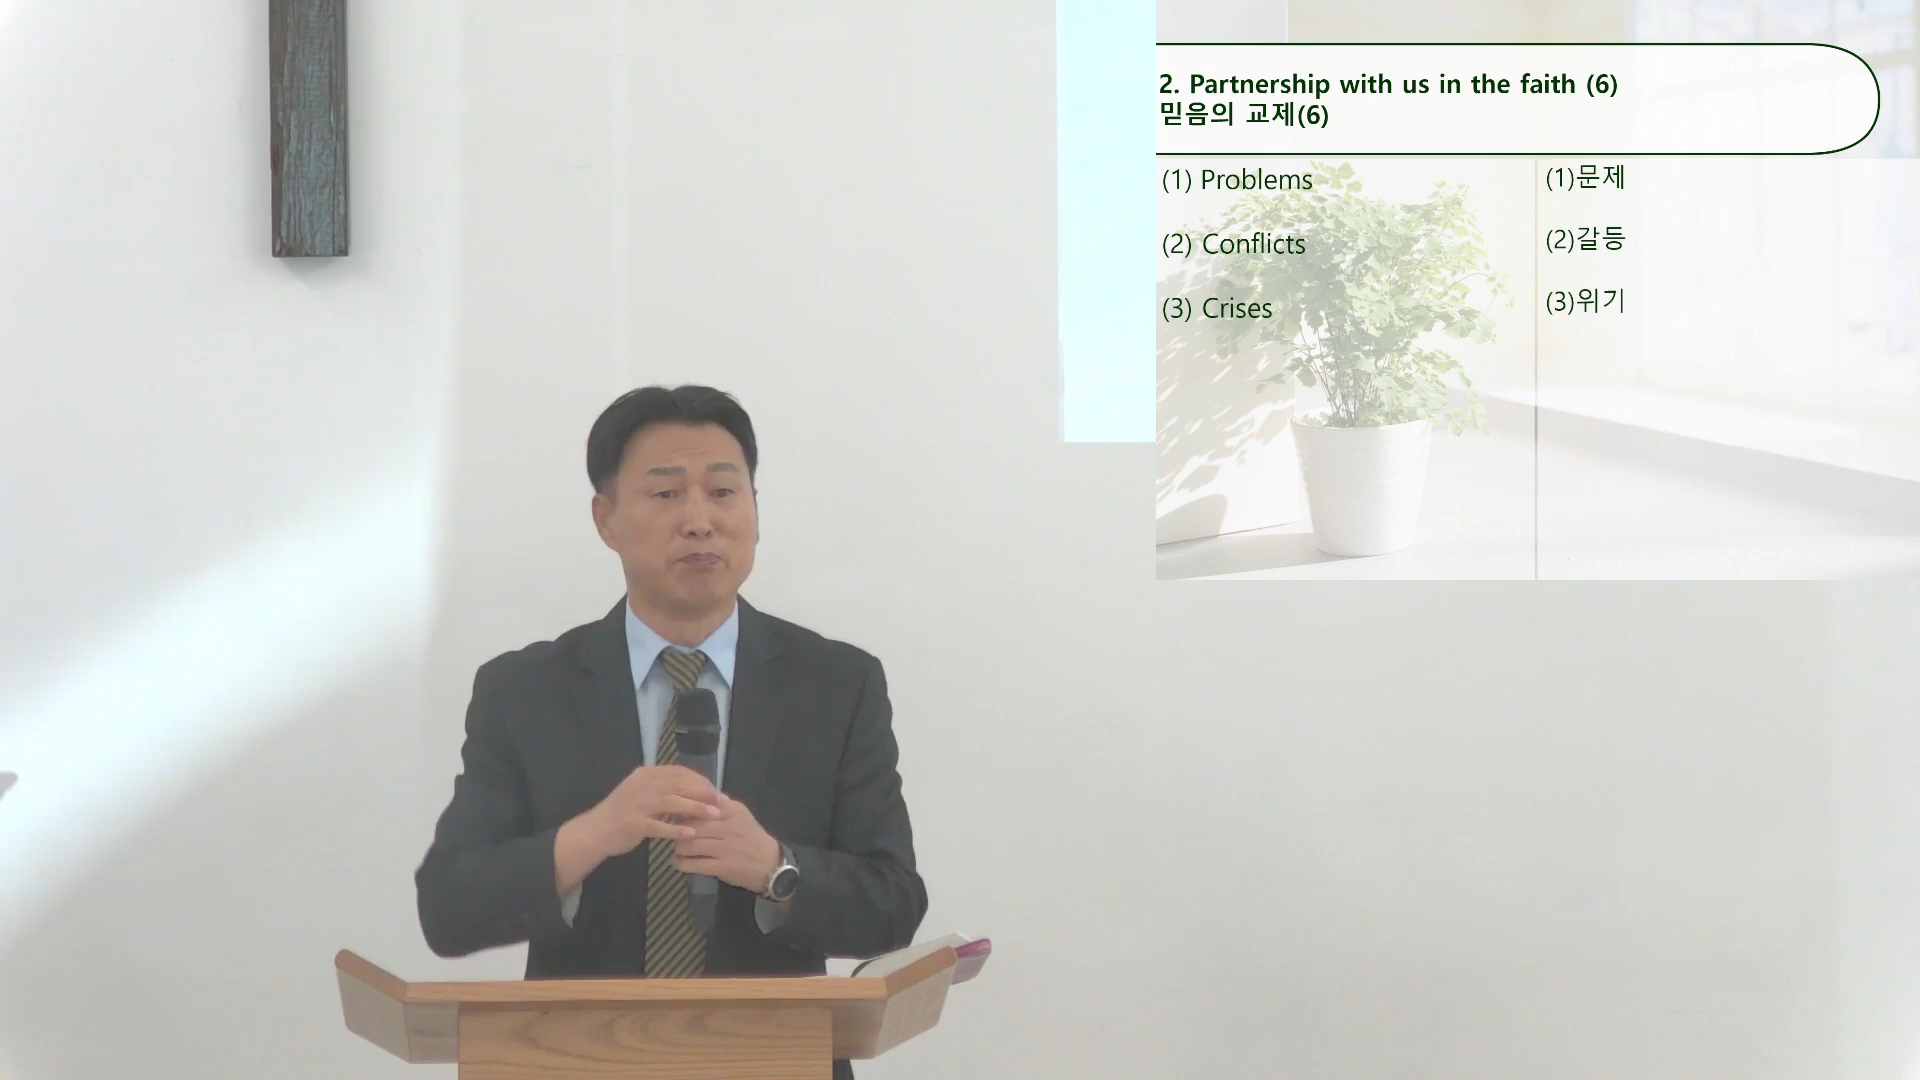 2. Partnership with us in the faith (6)
믿음의 교제(6)
(1) Problems
(2) Conflicts
(3) Crises
(1)문제
(2)갈등
(3)위기